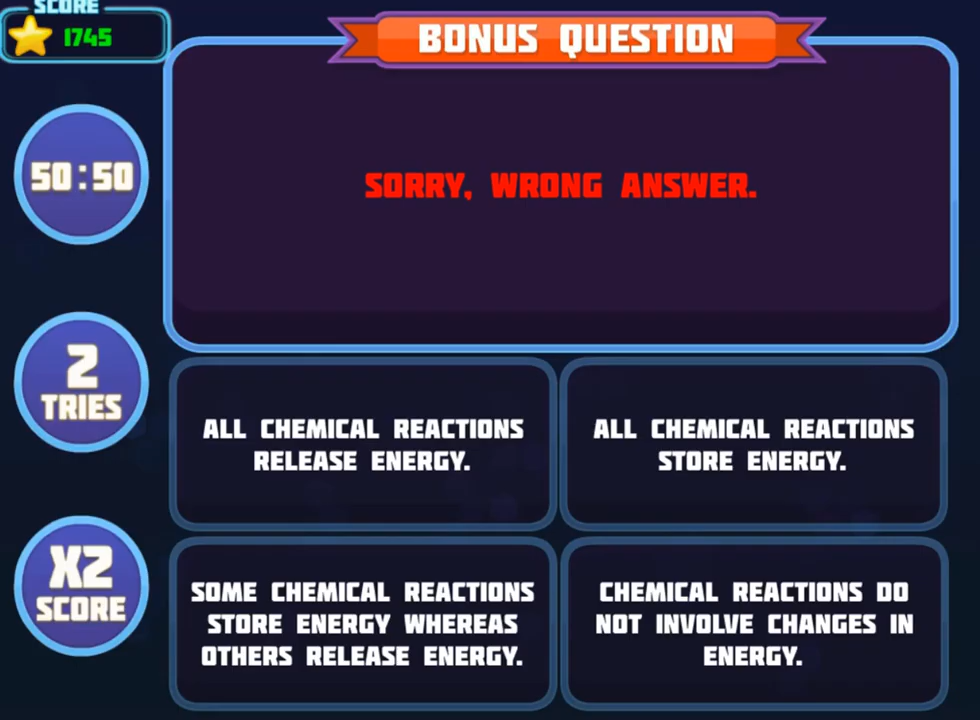 SCORE
1745
BONUS QUESTION
SORRY, WRONG ANSWER.
50:50
2
TRIES
X2
SCORE
ALL CHEMICAL REACTIONS
RELEASE ENERGY.
ALL CHEMICAL REACTIONS
STORE ENERGY.
SOME CHEMICAL REACTIONS
STORE ENERGY WHEREAS
OTHERS RELEASE ENERGY.
CHEMICAL REACTIONS DO
NOT INVOLVE CHANGES IN
ENERGY.